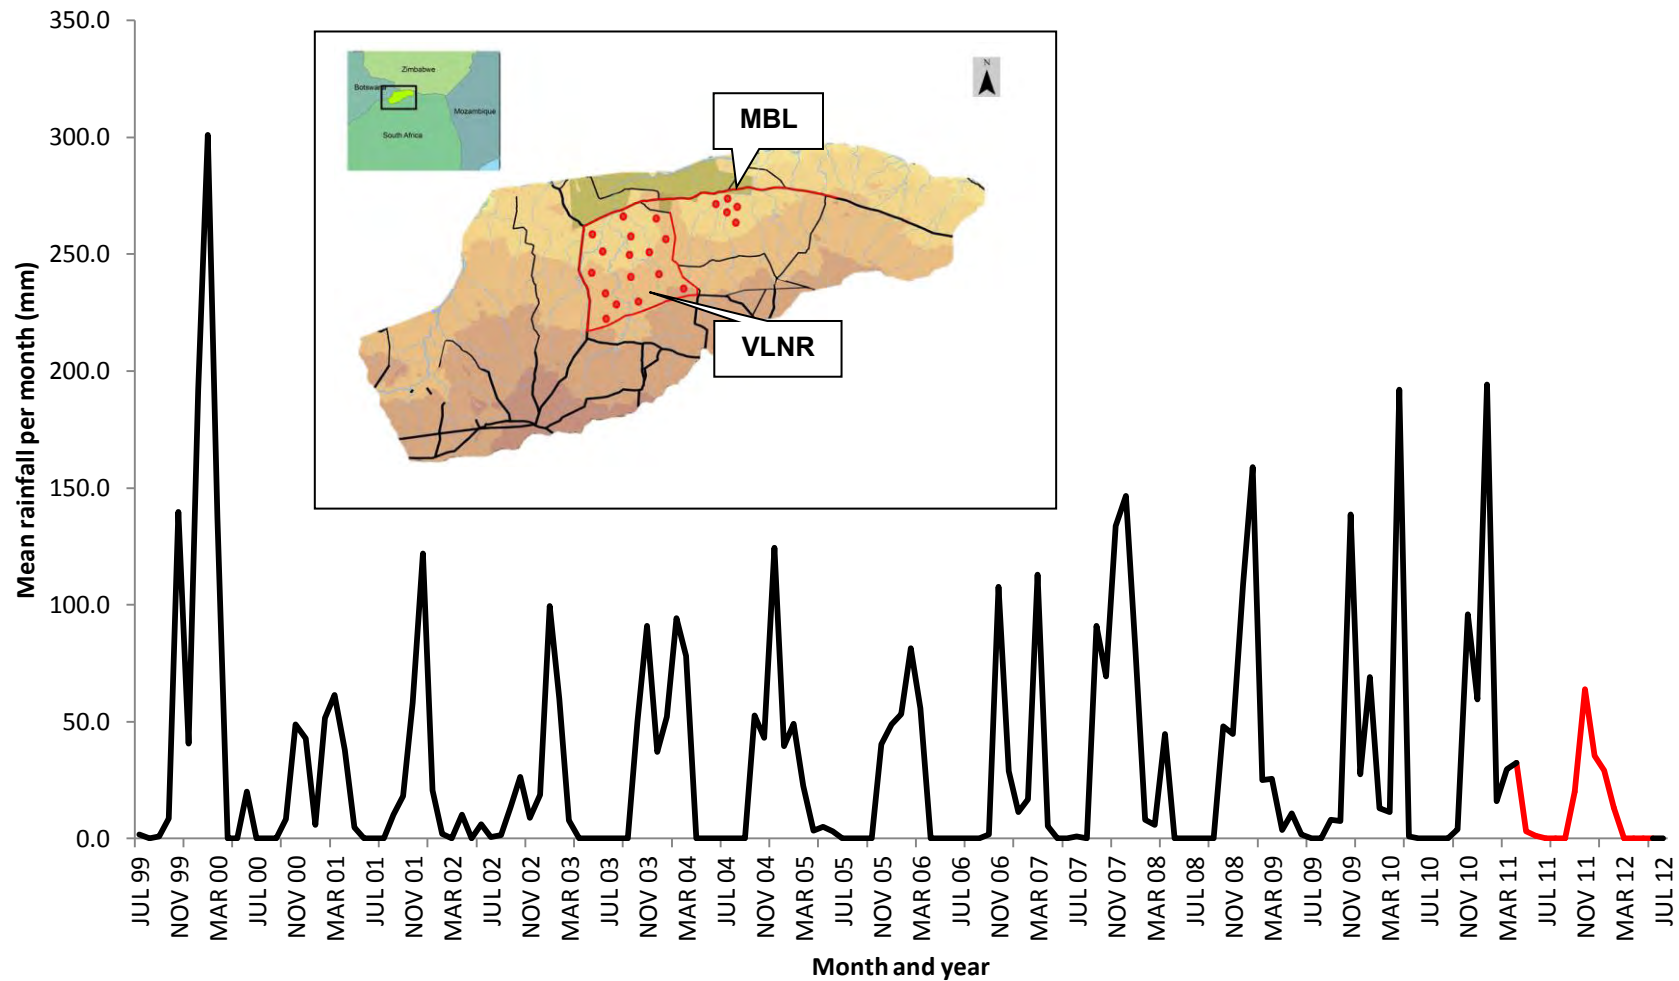 350.0
300.0
250.0
200.0
150.0
100.0
50.0
0.0
Mean rainfall per month (mm)
Zimbabwe
Botswana
Mozambique
South Africa
N
MBL
VLNR
JUL 99
NOV 99
MAR 00
JUL 00
NOV 00
MAR 01
JUL 01
NOV 01
MAR 02
JUL 02
NOV 02
MAR 03
JUL 03
NOV 03
MAR 04
JUL 04
NOV 04
MAR 05
JUL 05
NOV 05
MAR 06
JUL 06
NOV 06
MAR 07
JUL 07
NOV 07
MAR 08
JUL 08
NOV 08
MAR 09
JUL 09
NOV 09
MAR 10
JUL 10
NOV 10
MAR 11
JUL 11
NOV 11
MAR 12
JUL 12
Month and year